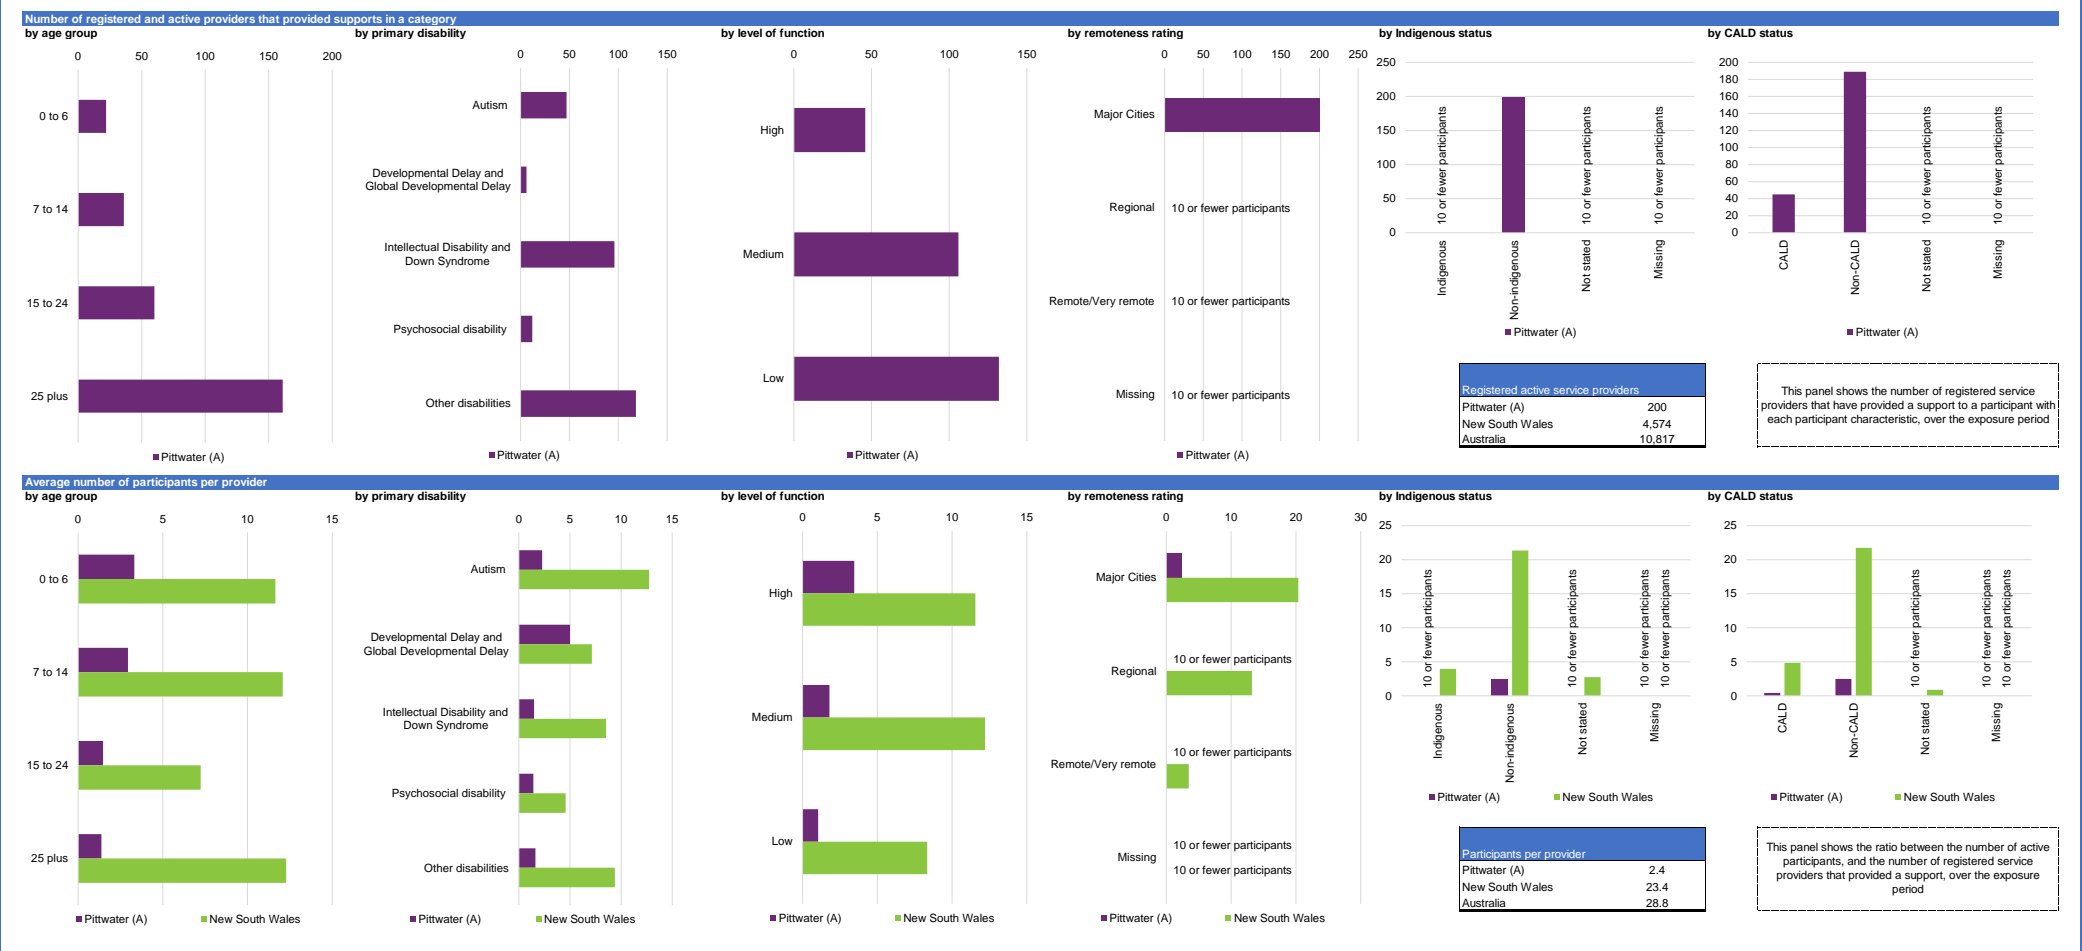 Number of registered and active providers that provided supports in a category
by age group
0 50 100 150 200
0 to 6
7 to 14
15 to 24
25 plus
Pittwater (A)
by primary disability
0 50 100 150
Autism
Developmental Delay and
Global Developmental Delay
Intellectual Disability and
Down Syndrome
Psychosocial disability
Other disabilities
Pittwater (A)
by level of function
0 50 100 150
High
Medium
Low
Pittwater (A)
by remoteness rating
0 50 100 150 200 250
Major Cities
Regional 10 or fewer participants
Remote/Very remote 10 or fewer participants
Missing 10 or fewer participants
Pittwater (A)
by Indigenous status
250
200
150
100
50
0
10 or fewer participants
10 or fewer participants
10 or fewer participants
Indigenous
Non-indigenous
Not stated
Missing
Pittwater (A)
by CALD status
200
180
160
140
120
100
80
60
40
20
0
10 or fewer participants
10 or fewer participants
CALD
Non-CALD
Not stated
Missing
Pittwater (A)
Registered active service providers
Pittwater (A) 200
New South Wales 4,574
Australia 10,817
This panel shows the number of registered service
providers that have provided a support to a participant with
each participant characteristic, over the exposure period
Average number of participants per provider
by age group
0 5 10 15
0 to 6
7 to 14
15 to 24
25 plus
Pittwater (A) New South Wales
by primary disability
0 5 10 15
Autism
Developmental Delay and
Global Developmental Delay
Intellectual Disability and
Down Syndrome
Psychosocial disability
Other disabilities
Pittwater (A) New South Wales
by level of function
0 5 10 15
High
Medium
Low
Pittwater (A) New South Wales
by remoteness rating
0 10 20 30
Major Cities
10 or fewer participants
Regional
10 or fewer participants
Remote/Very remote
10 or fewer participants
Missing
10 or fewer participants
Pittwater (A) New South Wales
by Indigenous status
25
20
15
10
5
0
10 or fewer participants
10 or fewer participants
10 or fewer participants
10 or fewer participants
Indigenous
Non-indigenous
Not stated
Missing
Pittwater (A) New South Wales
by CALD status
25
20
15
10
5
0
10 or fewer participants
10 or fewer participants
10 or fewer participants
CALD
Non-CALD
Not stated
Missing
Pittwater (A) New South Wales
Participants per provider
Pittwater (A) 2.4
New South Wales 23.4
Australia 28.8
This panel shows the ratio between the number of active
participants, and the number of registered service
providers that provided a support, over the exposure
period